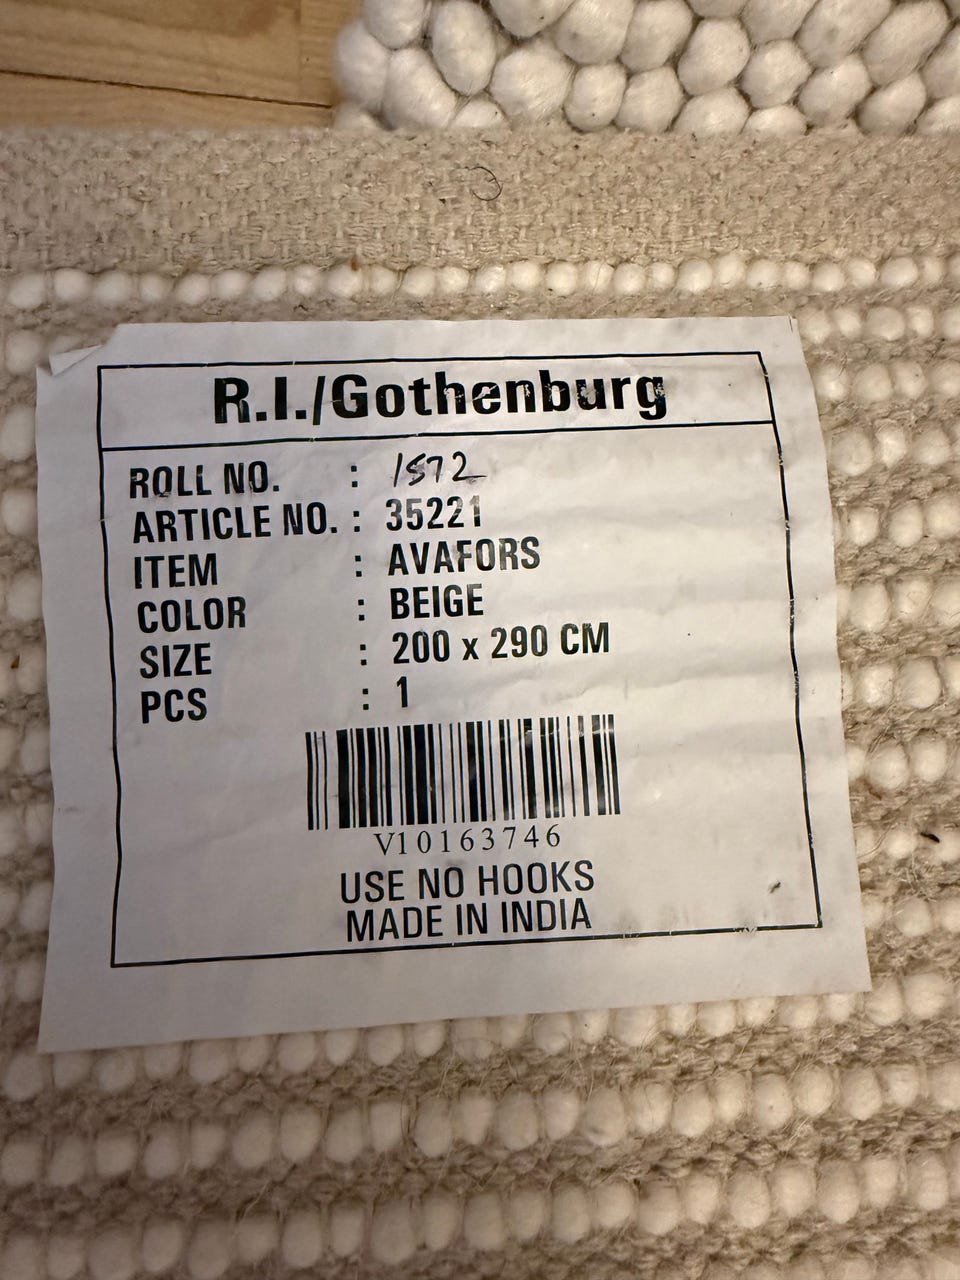 R.I./Gothenburg
ROLL NO. : 1572
ARTICLE NO. : 35221
ITEM : AVAFORS
COLOR : BEIGE
SIZE : 200 x 290 CM
PCS : 1
V10163746
USE NO HOOKS
MADE IN INDIA